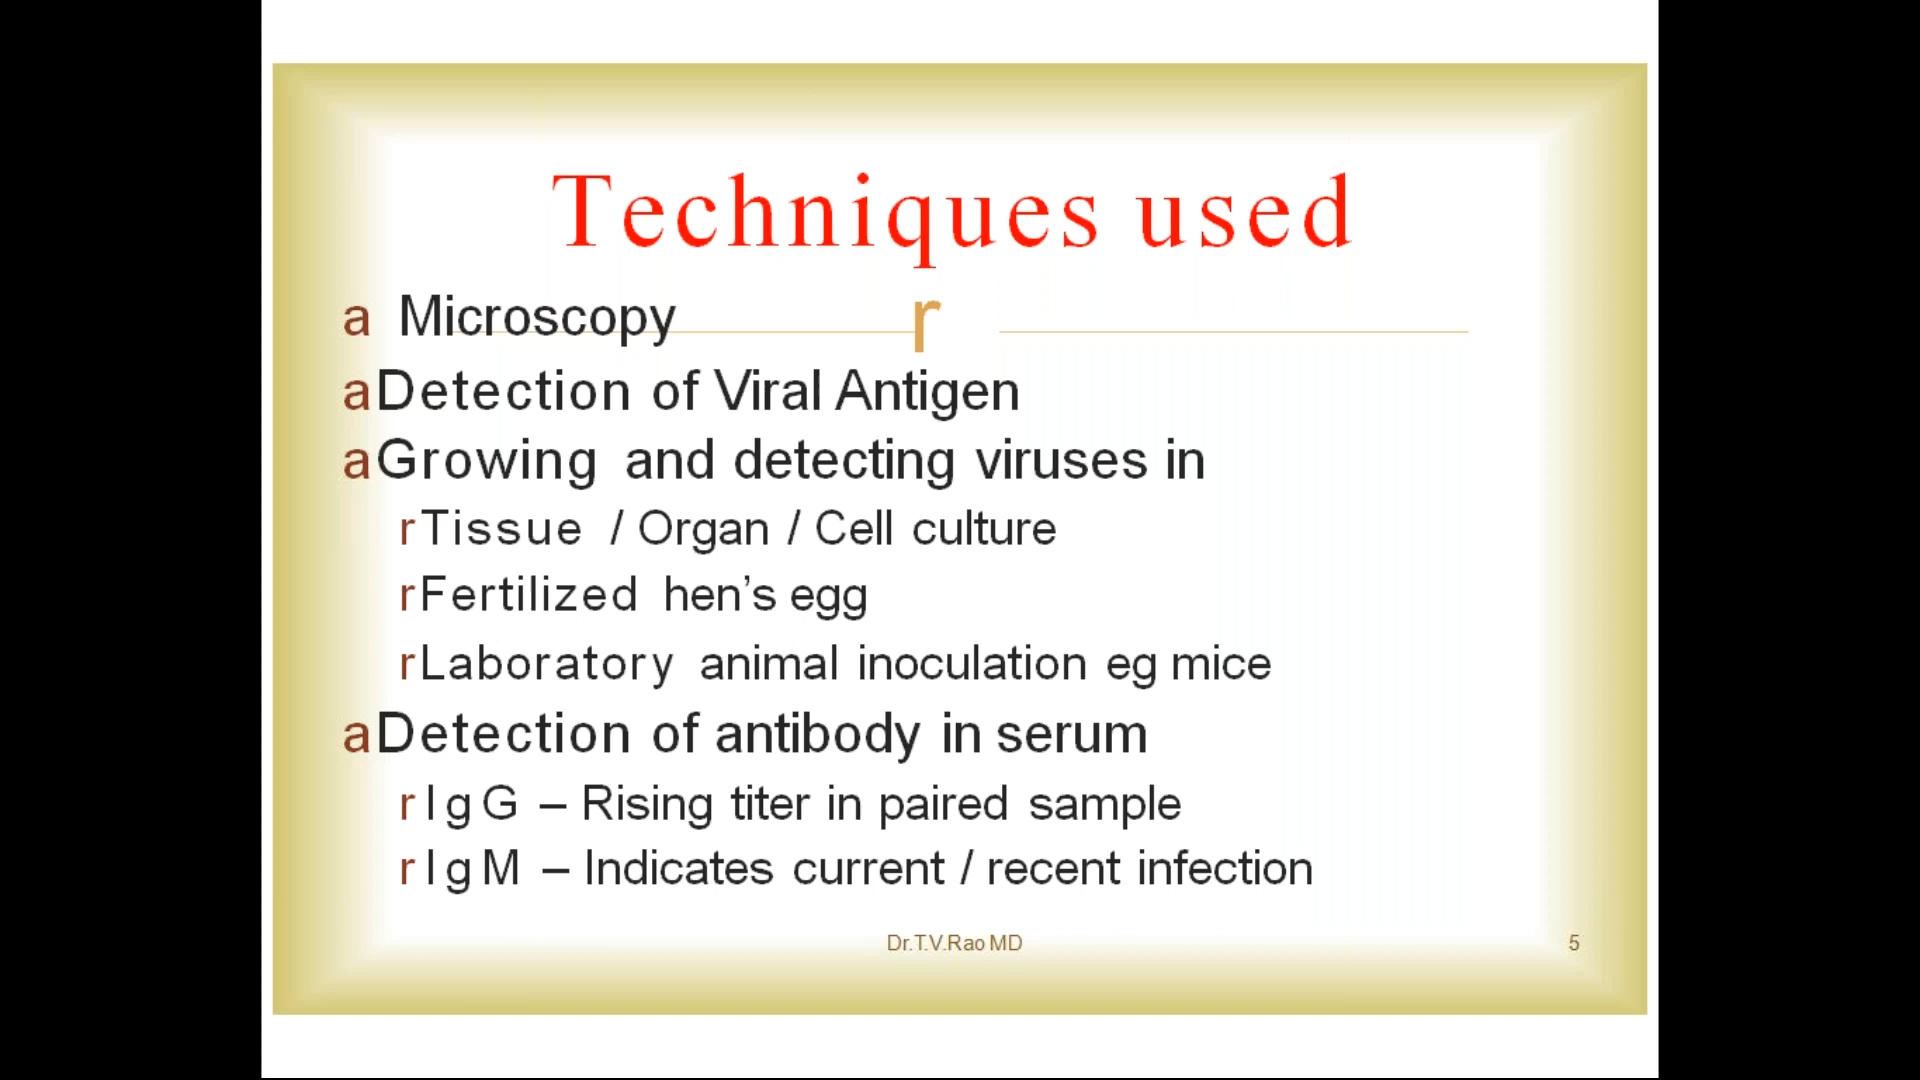 Techniques used
r
a Microscopy
aDetection of Viral Antigen
aGrowing and detecting viruses in
rTissue / Organ / Cell culture
rFertilized hen’s egg
rLaboratory animal inoculation eg mice
aDetection of antibody in serum
rIgG – Rising titer in paired sample
rIgM – Indicates current / recent infection
Dr.T.V.Rao MD
5